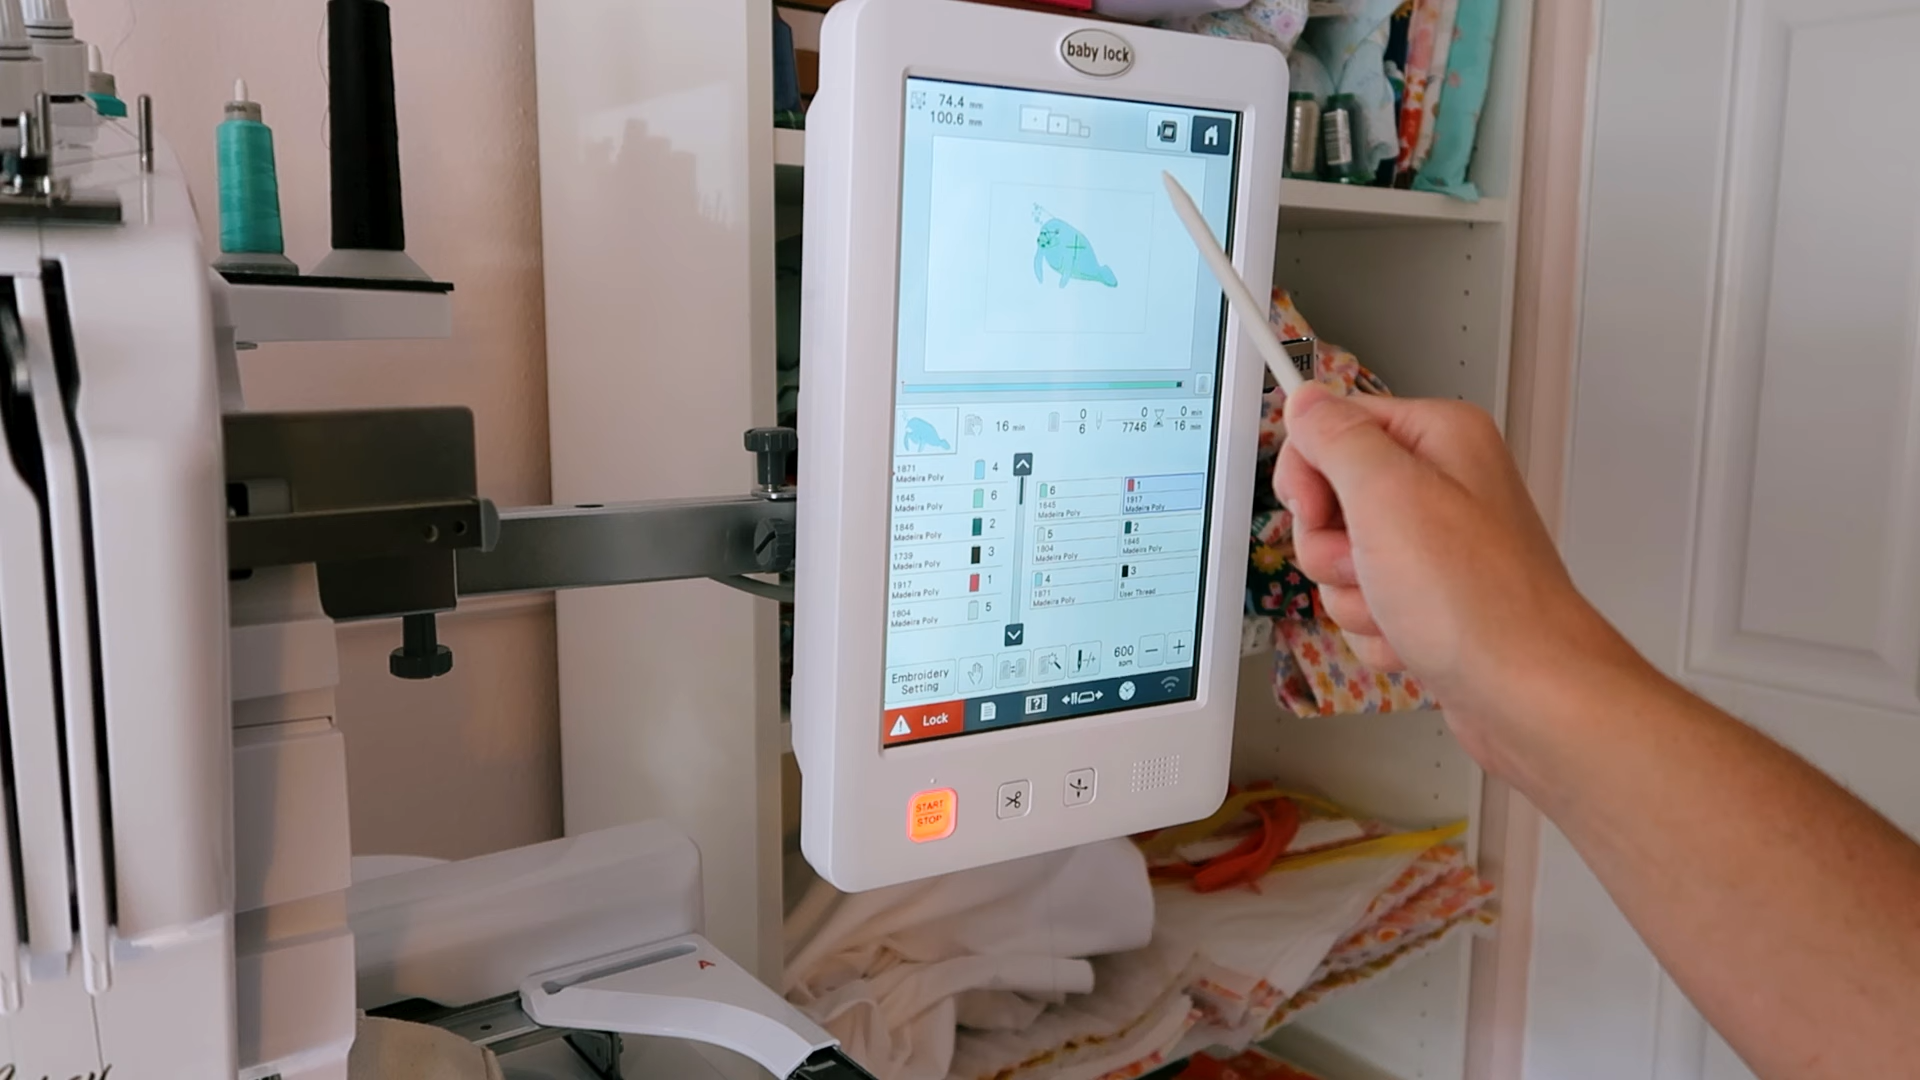 baby lock
74.4 mm
100.6 mm
16 min
0
6
0
7746
0 min
16 min
1871
Madeira Poly
4
1645
Madeira Poly
6
1846
Madeira Poly
2
1739
Madeira Poly
3
1917
Madeira Poly
1
1804
Madeira Poly
5
6
1645
Madeira Poly
1
1917
Madeira Poly
5
1804
Madeira Poly
2
1846
Madeira Poly
4
1871
Madeira Poly
3
User Thread
600
spm
Embroidery
Setting
Lock
START
STOP
A